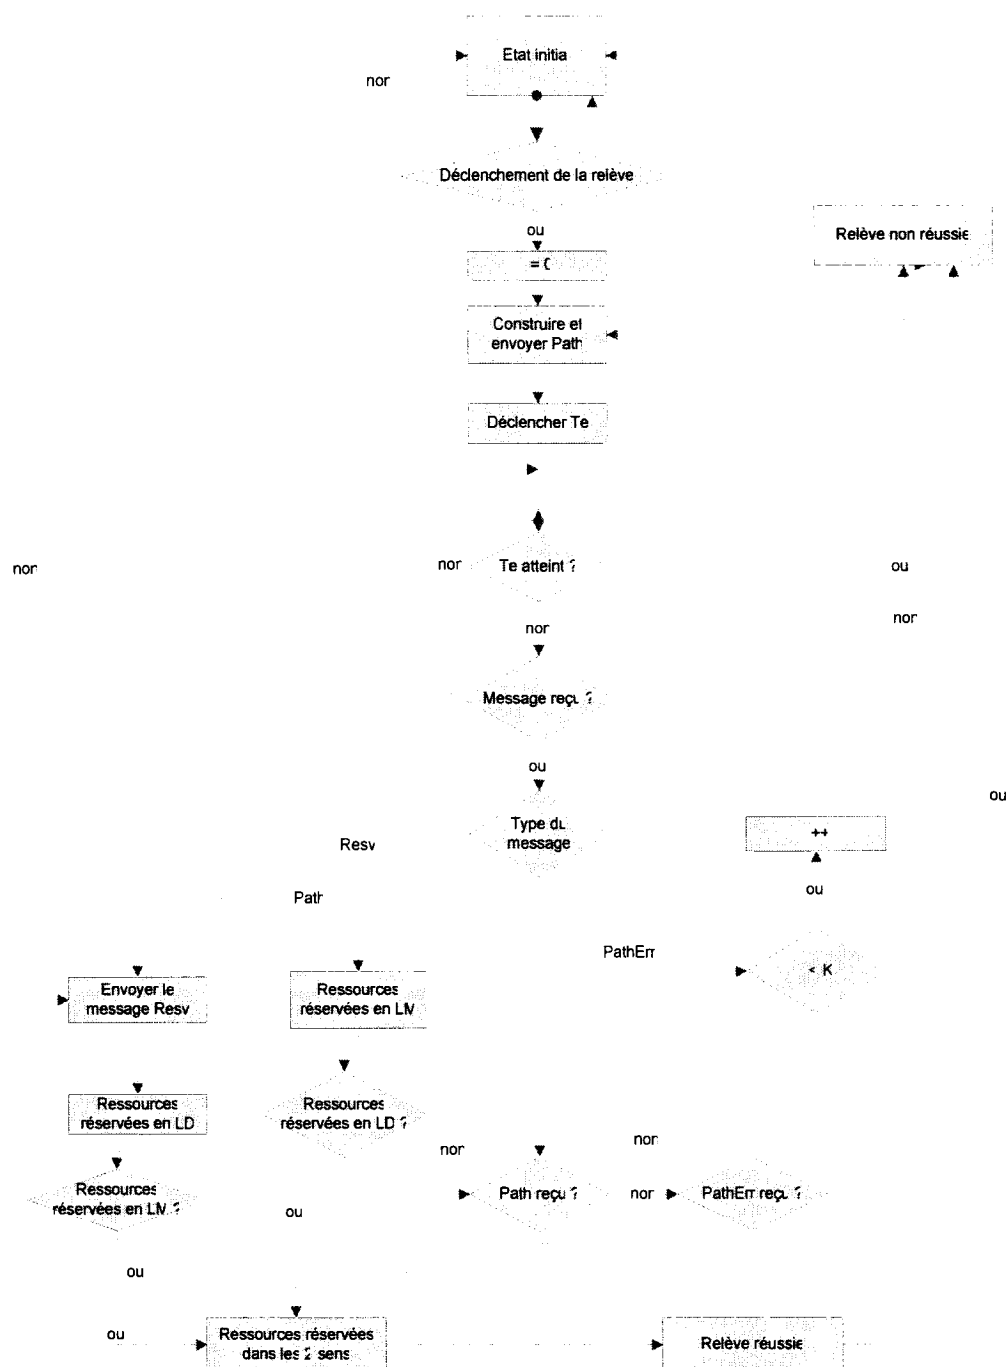 Etat initia
nor
Déclenchement de la relève
ou
Relève non réussie
= 0
Construire et
envoyer Path
Déclencher Te
nor
nor
Te atteint ?
ou
nor
nor
Message reçu ?
ou
ou
Type du
message
++
Resv
ou
Path
PathErr
< K
Envoyer le
message Resv
Ressources
réservées en LM
Ressources
réservées en LD
Ressources
réservées en LD ?
nor
nor
Ressources
réservées en LM ?
Path reçu ?
nor
PathErr reçu ?
ou
ou
ou
Ressources réservées
dans les 2 sens
Relève réussie